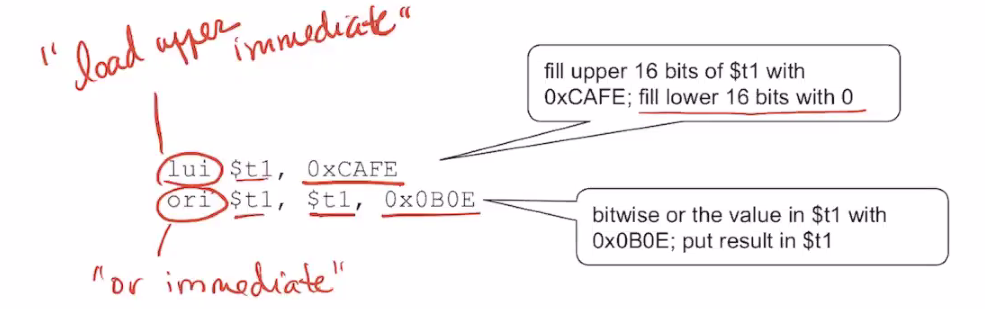 "load upper immediate"
fill upper 16 bits of $t1 with
0xCAFE; fill lower 16 bits with 0
lui $t1, 0xCAFE
ori $t1, $t1, 0x0B0E
bitwise or the value in $t1 with
0x0B0E; put result in $t1
"or immediate"